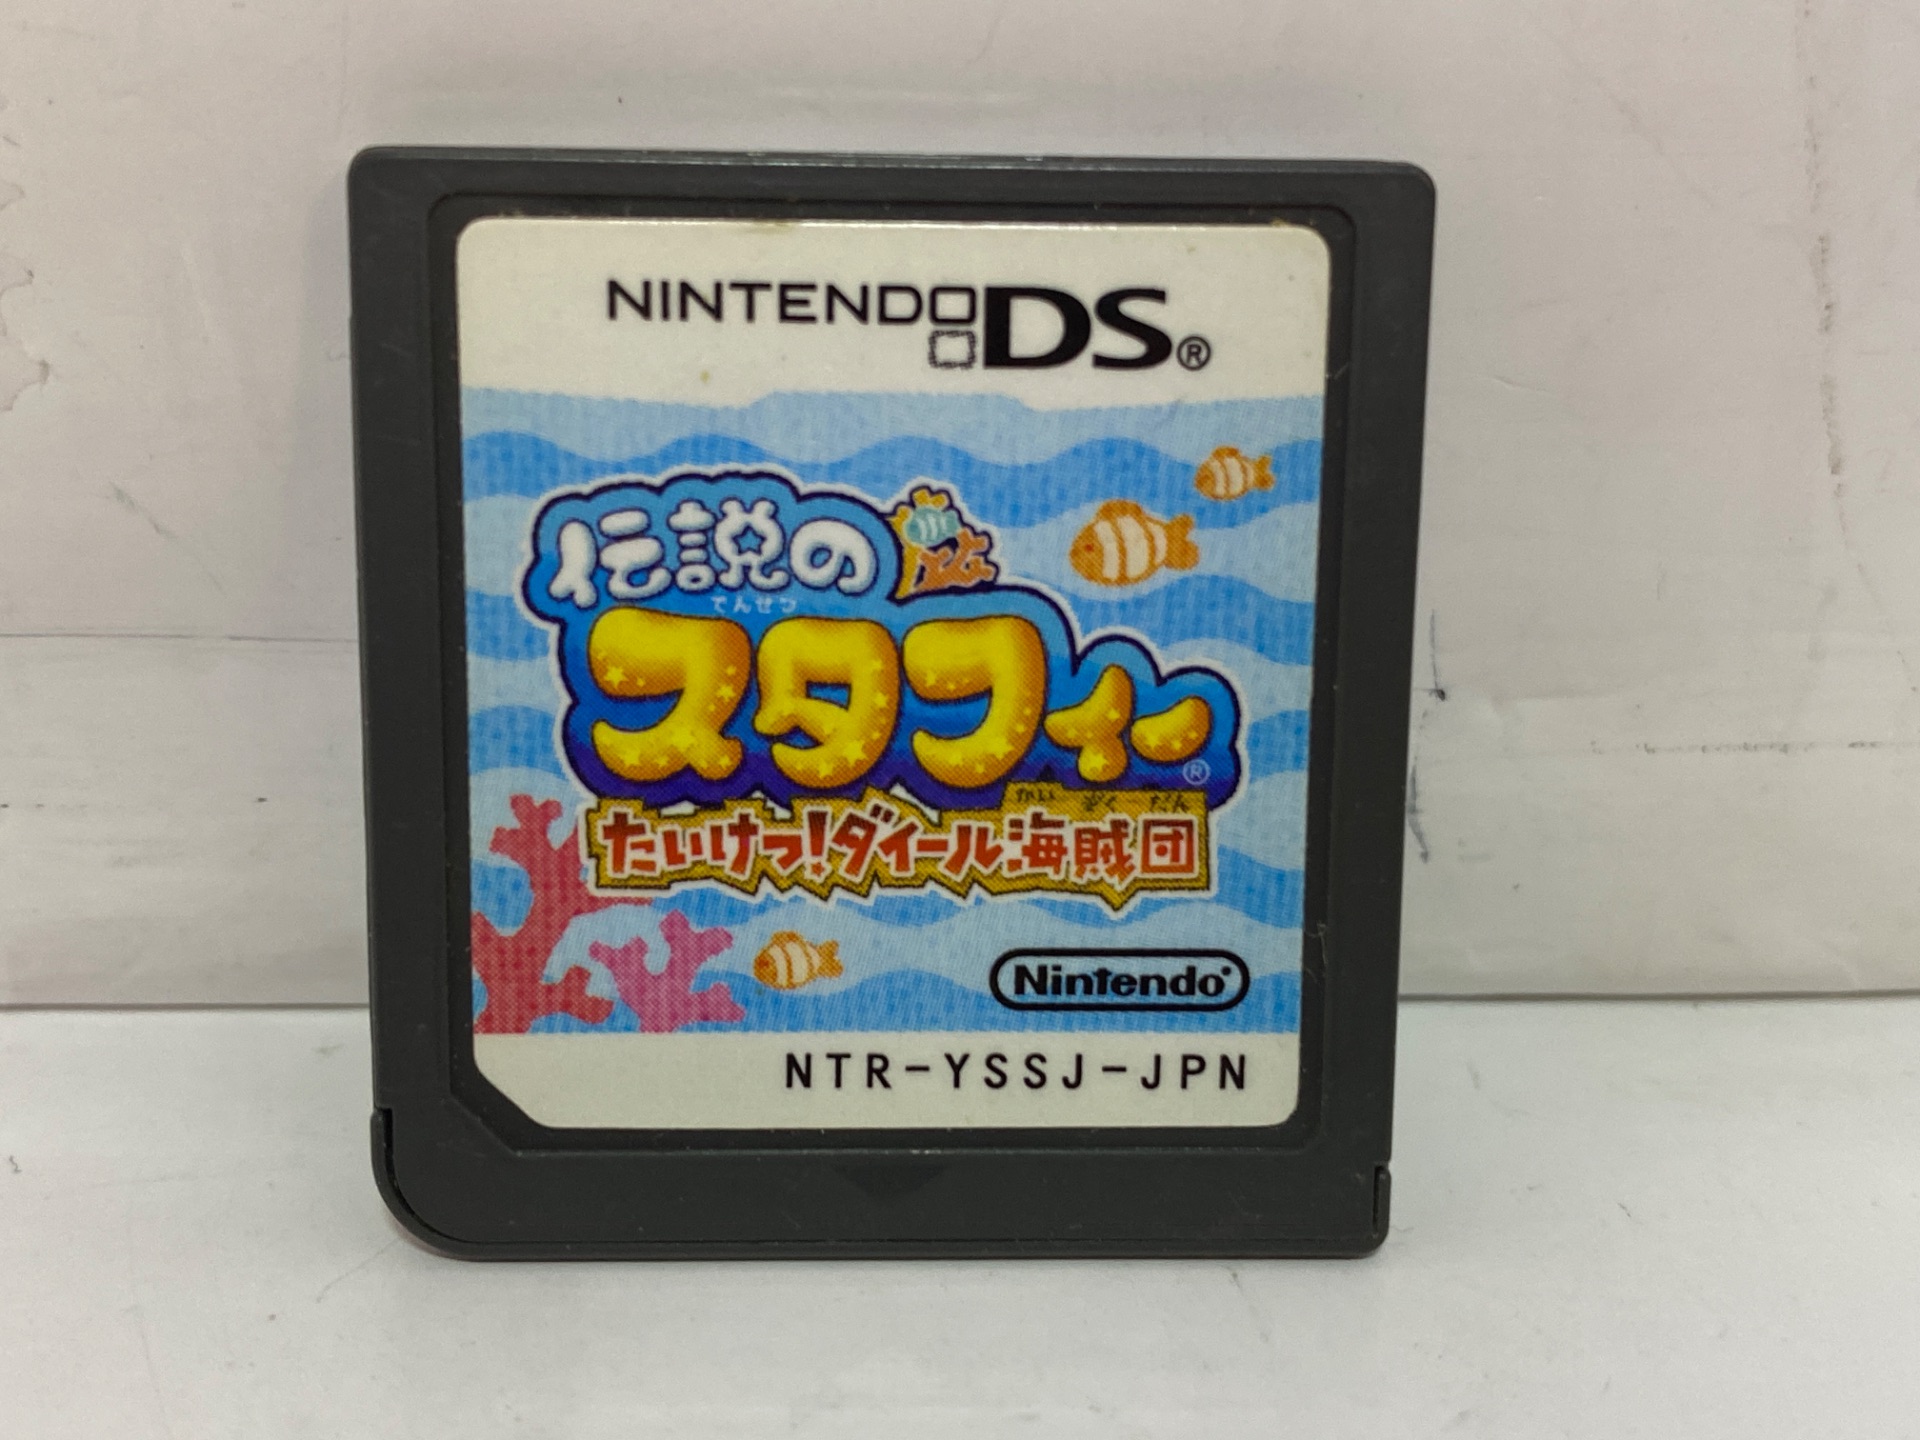 NINTENDO DS®
伝説の
でんせつ
スタフィー®
かい ぞく だん
たいけつ!ダイール海賊団
Nintendo®
NTR-YSSJ-JPN